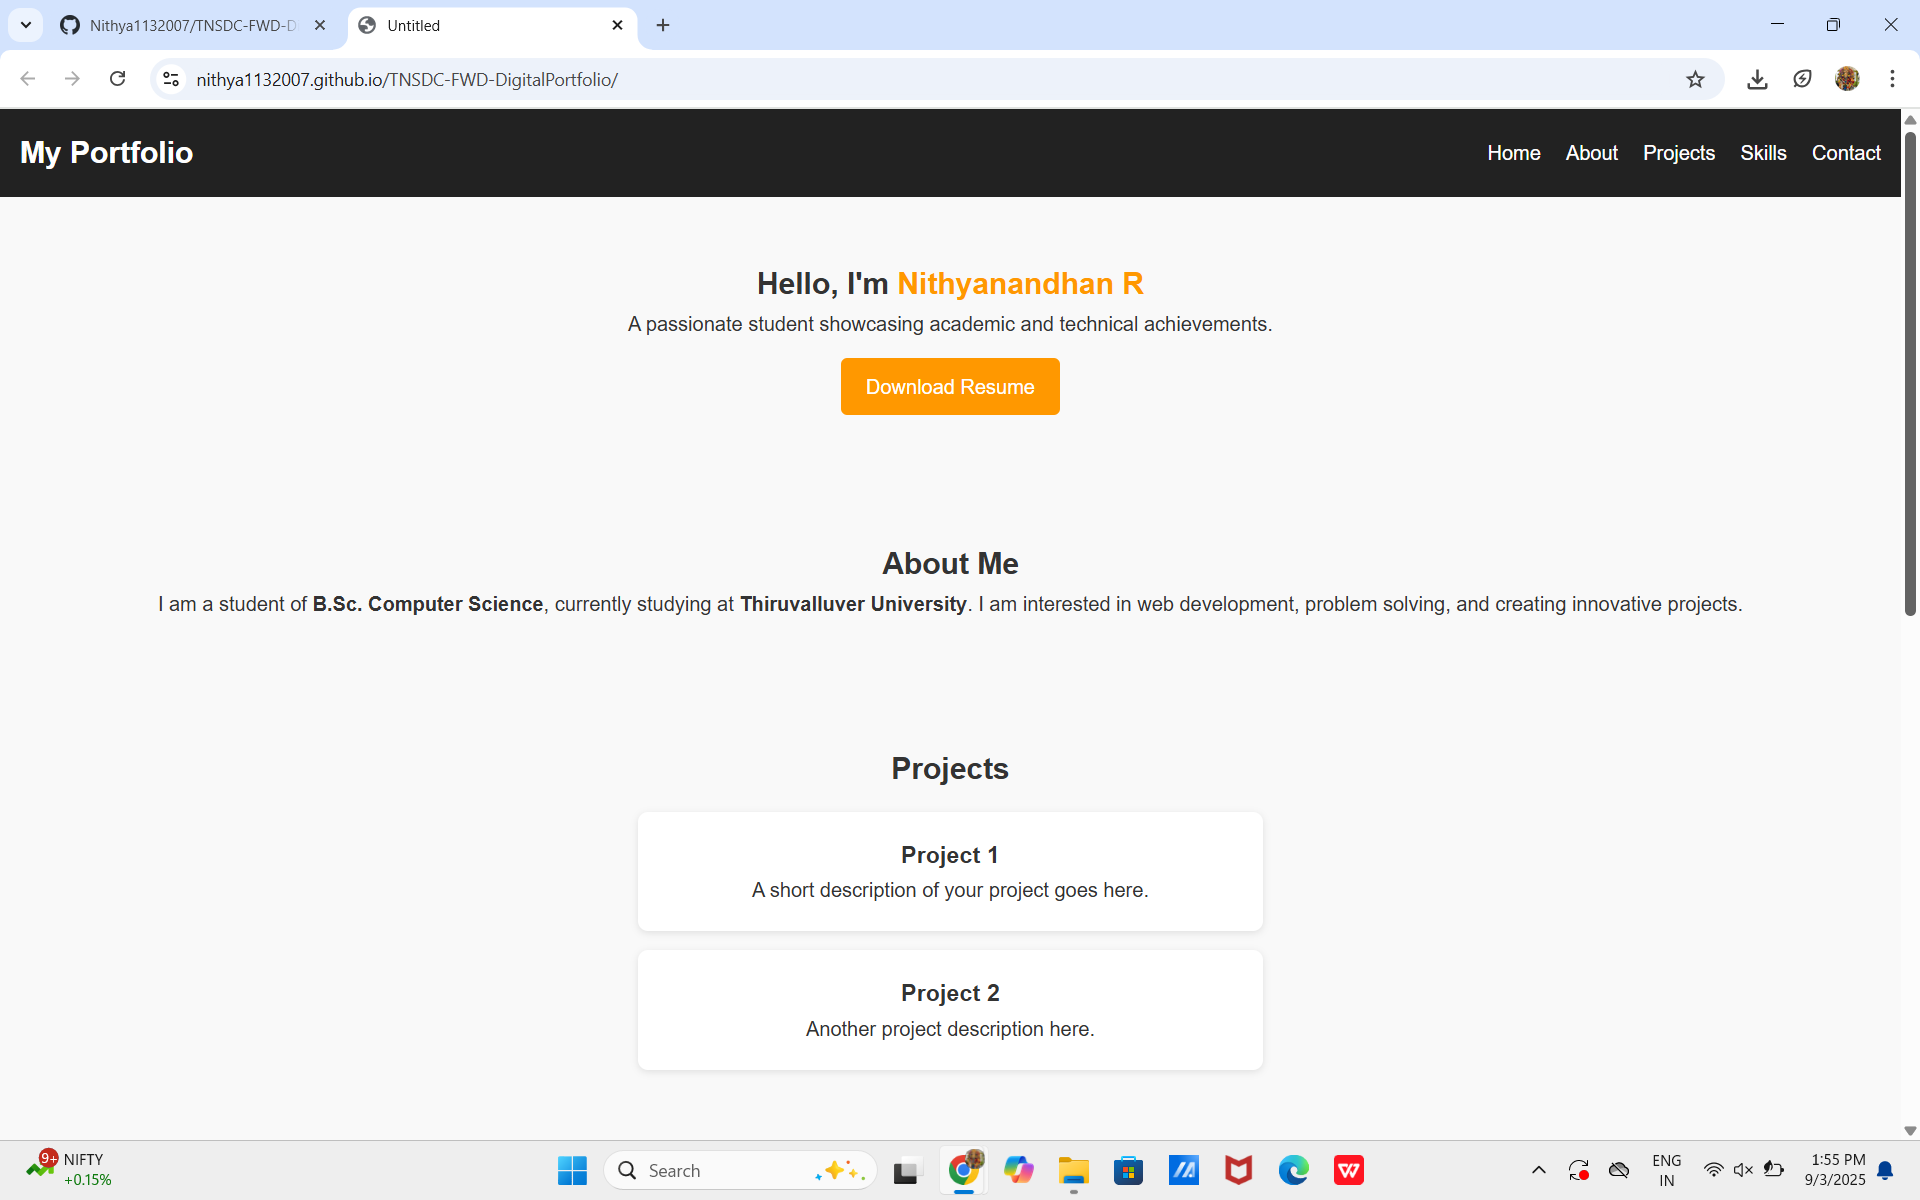 Nithya1132007/TNSDC-FWD-D
Untitled
nithya1132007.github.io/TNSDC-FWD-DigitalPortfolio/
My Portfolio
Home About Projects Skills Contact
Hello, I'm Nithyanandhan R
A passionate student showcasing academic and technical achievements.
Download Resume
About Me
I am a student of B.Sc. Computer Science, currently studying at Thiruvalluver University. I am interested in web development, problem solving, and creating innovative projects.
Projects
Project 1
A short description of your project goes here.
Project 2
Another project description here.
9+ NIFTY
+0.15%
Search
ENG
IN
1:55 PM
9/3/2025